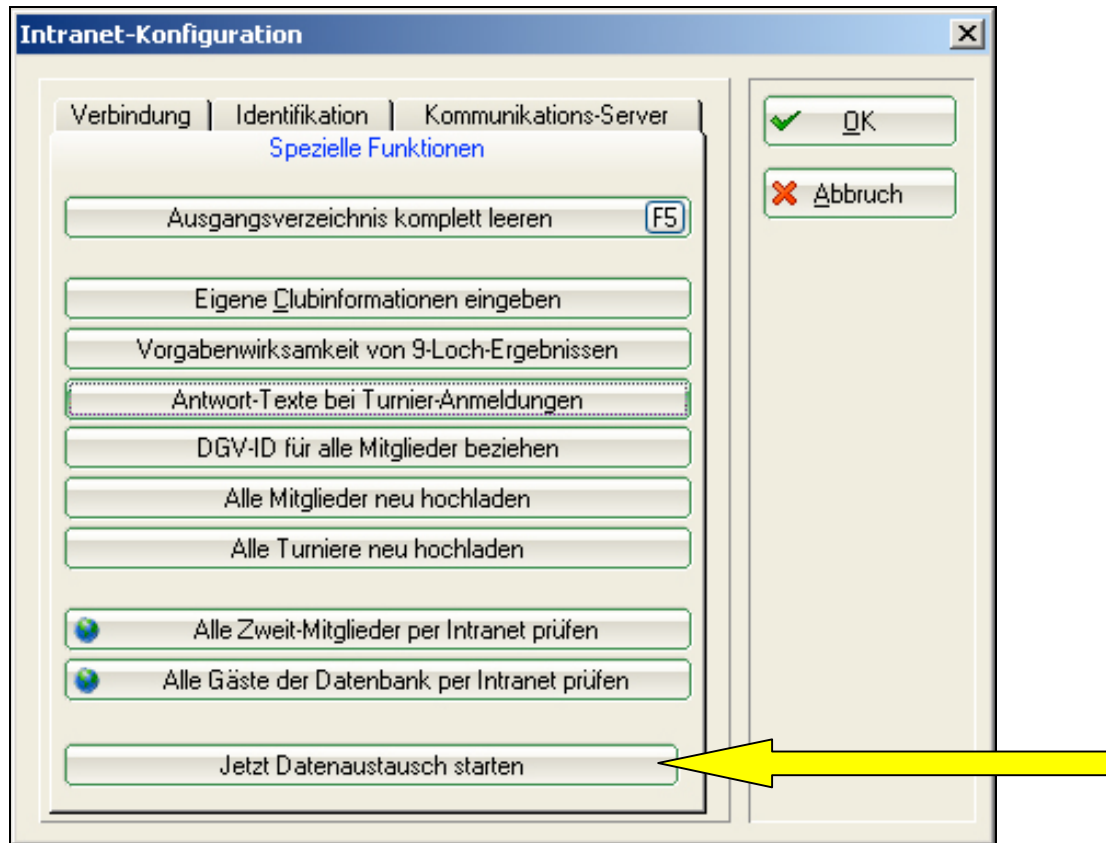 Intranet-Konfiguration
Verbindung
Identifikation
Kommunikations-Server
Spezielle Funktionen
Ausgangsverzeichnis komplett leeren
F5
Eigene Clubinformationen eingeben
Vorgabenwirksamkeit von 9-Loch-Ergebnissen
Antwort-Texte bei Turnier-Anmeldungen
DGV-ID für alle Mitglieder beziehen
Alle Mitglieder neu hochladen
Alle Turniere neu hochladen
Alle Zweit-Mitglieder per Intranet prüfen
Alle Gäste der Datenbank per Intranet prüfen
Jetzt Datenaustausch starten
OK
Abbruch